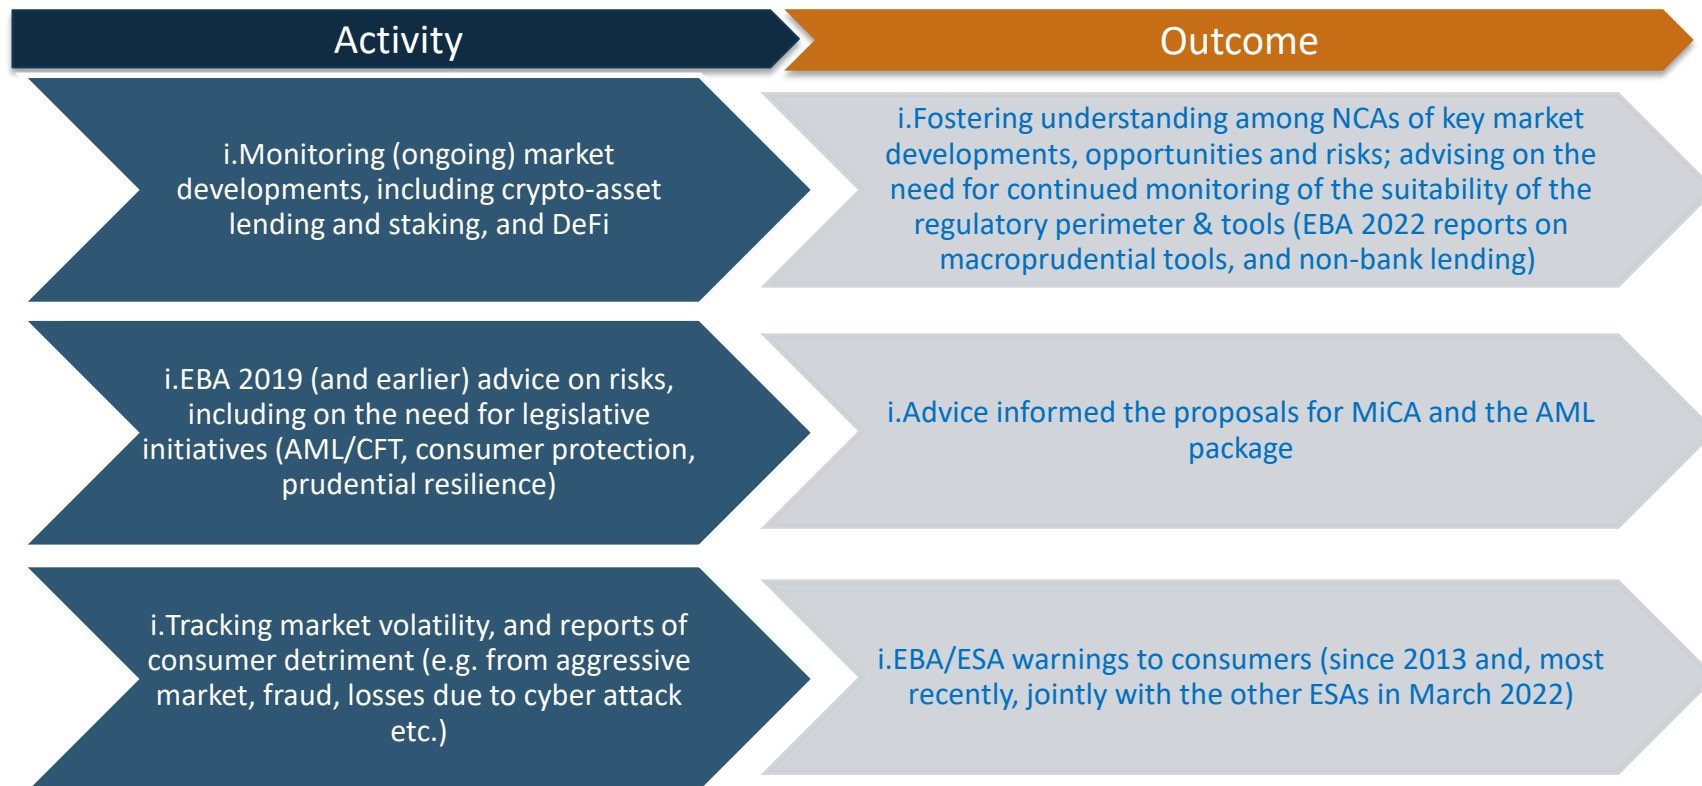 Activity
Outcome
i.Monitoring (ongoing) market
developments, including crypto-asset
lending and staking, and DeFi
i.Fostering understanding among NCAs of key market
developments, opportunities and risks; advising on the
need for continued monitoring of the suitability of the
regulatory perimeter & tools (EBA 2022 reports on
macroprudential tools, and non-bank lending)
i.EBA 2019 (and earlier) advice on risks,
including on the need for legislative
initiatives (AML/CFT, consumer protection,
prudential resilience)
i.Advice informed the proposals for MiCA and the AML
package
i.Tracking market volatility, and reports of
consumer detriment (e.g. from aggressive
market, fraud, losses due to cyber attack
etc.)
i.EBA/ESA warnings to consumers (since 2013 and, most
recently, jointly with the other ESAs in March 2022)